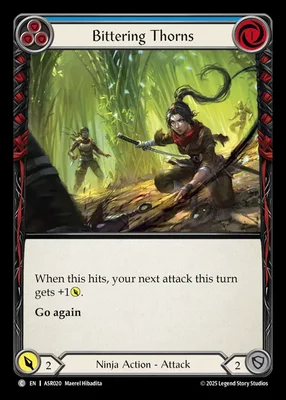 Bittering Thorns
When this hits, your next attack this turn
gets +1.
Go again
2
Ninja Action - Attack
2
C EN | ASR020 Maerel Hibadita
© 2025 Legend Story Studios